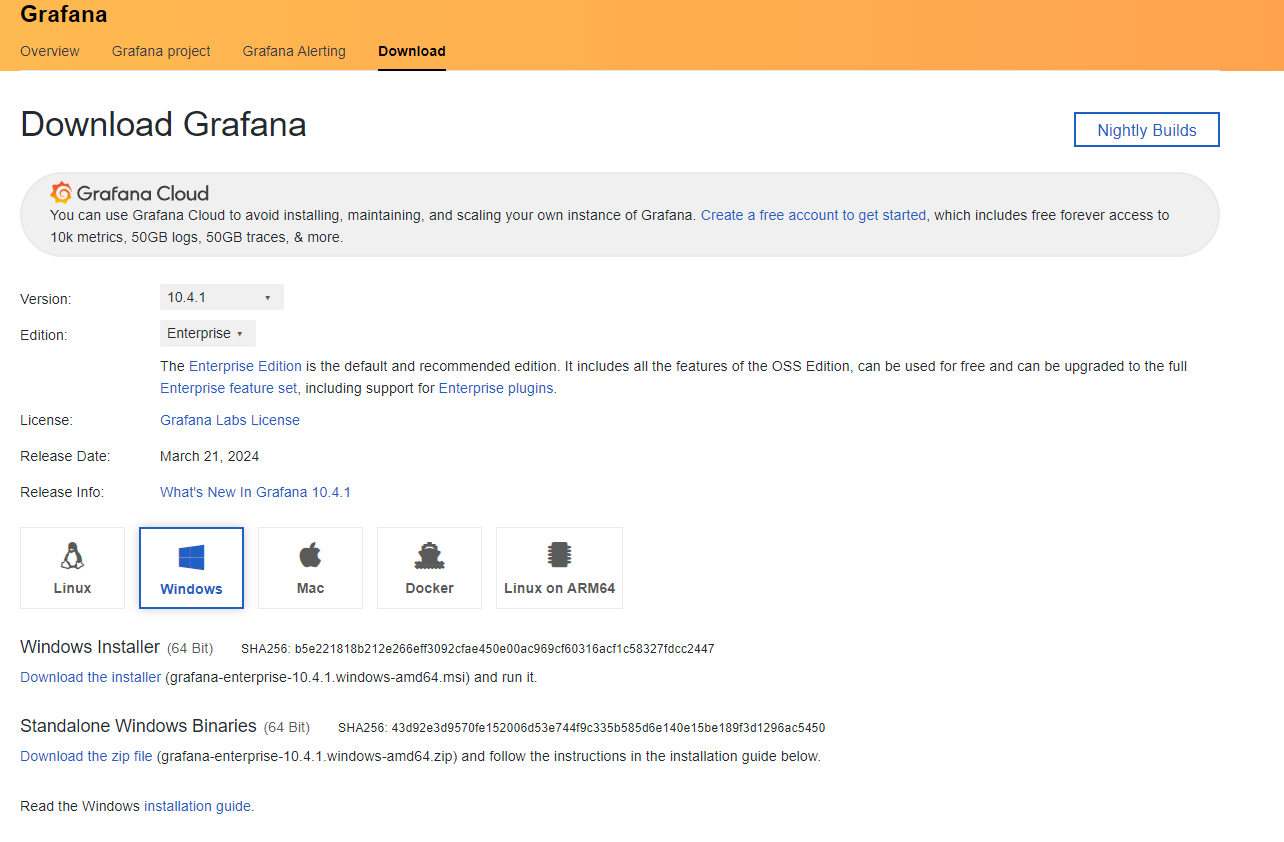 Grafana
Overview Grafana project Grafana Alerting Download
Download Grafana
Nightly Builds
Grafana Cloud
You can use Grafana Cloud to avoid installing, maintaining, and scaling your own instance of Grafana. Create a free account to get started, which includes free forever access to
10k metrics, 50GB logs, 50GB traces, & more.
Version: 10.4.1
Edition: Enterprise
The Enterprise Edition is the default and recommended edition. It includes all the features of the OSS Edition, can be used for free and can be upgraded to the full
Enterprise feature set, including support for Enterprise plugins.
License: Grafana Labs License
Release Date: March 21, 2024
Release Info: What's New In Grafana 10.4.1
Linux Windows Mac Docker Linux on ARM64
Windows Installer (64 Bit) SHA256: b5e221818b212e266eff3092cfae450e00ac969cf60316acf1c58327fdcc2447
Download the installer (grafana-enterprise-10.4.1.windows-amd64.msi) and run it.
Standalone Windows Binaries (64 Bit) SHA256: 43d92e3d9570fe152006d53e744f9c335b585d6e140e15be189f3d1296ac5450
Download the zip file (grafana-enterprise-10.4.1.windows-amd64.zip) and follow the instructions in the installation guide below.
Read the Windows installation guide.